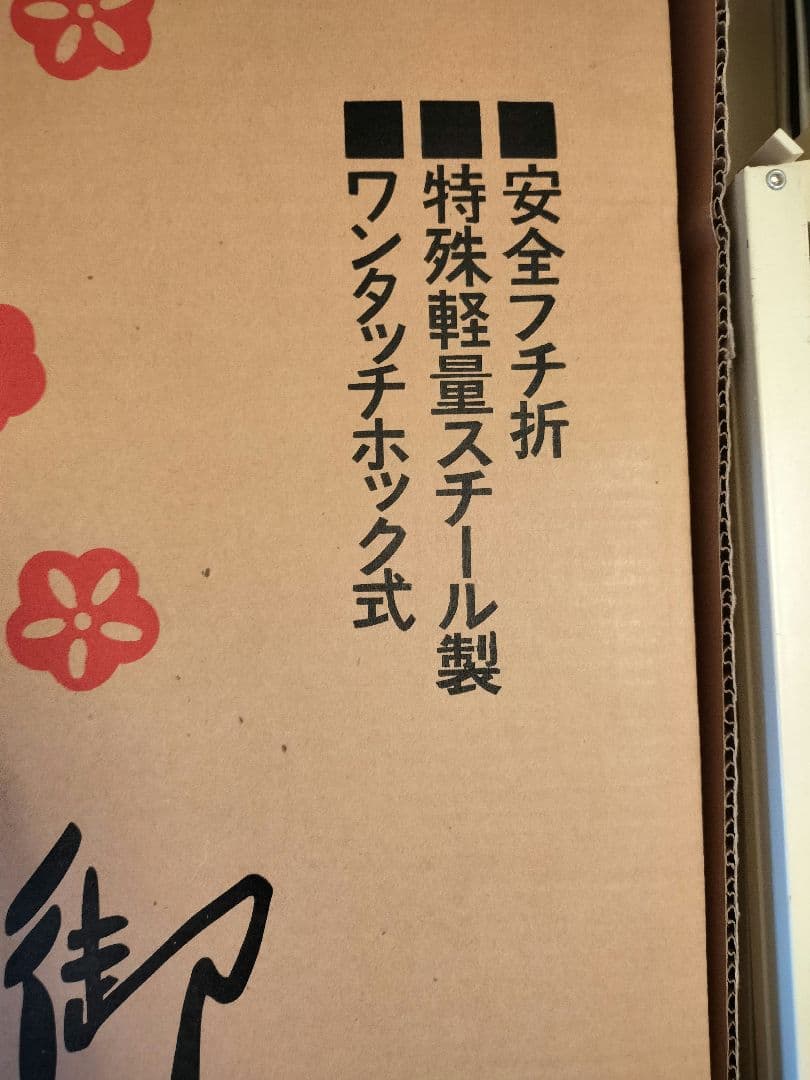 ■安全フチ折
■特殊軽量スチール製
■ワンタッチホック式
御